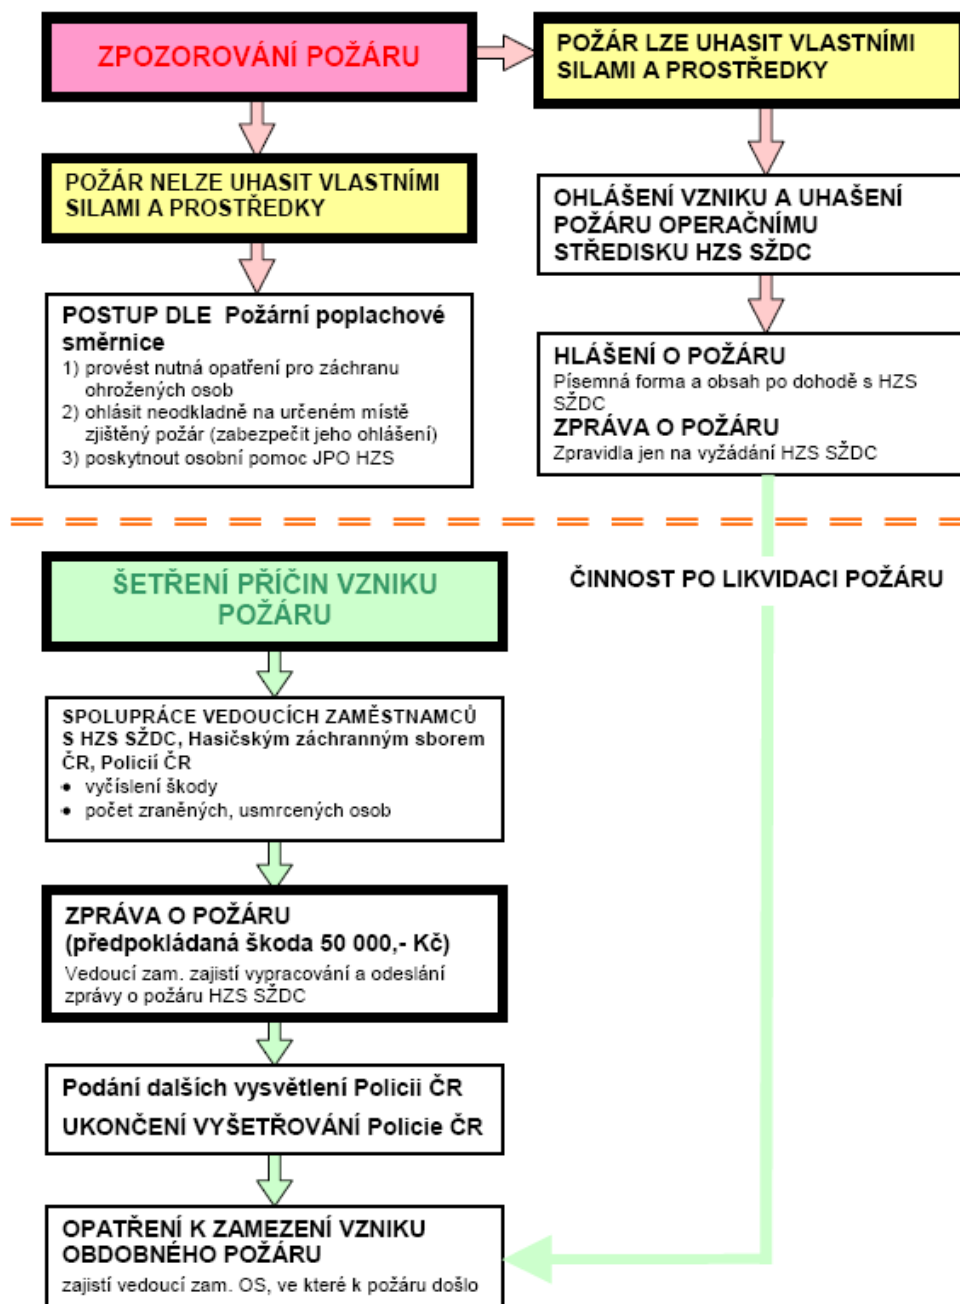 ZPOZOROVÁNÍ POŽÁRU
POŽÁR LZE UHASIT VLASTNÍMI
SILAMI A PROSTŘEDKY
POŽÁR NELZE UHASIT VLASTNÍMI
SILAMI A PROSTŘEDKY
OHLÁŠENÍ VZNIKU A UHAŠENÍ
POŽÁRU OPERAČNÍMU
STŘEDISKU HZS SŽDC
POSTUP DLE Požární poplachové
směrnice
1) provést nutná opatření pro záchranu
ohrožených osob
2) ohlásit neodkladně na určeném místě
zjištěný požár (zabezpečit jeho ohlášení)
3) poskytnout osobní pomoc JPO HZS
HLÁŠENÍ O POŽÁRU
Písemná forma a obsah po dohodě s HZS
SŽDC
ZPRÁVA O POŽÁRU
Zpravidla jen na vyžádání HZS SŽDC
ČINNOST PO LIKVIDACI POŽÁRU
ŠETŘENÍ PŘÍČIN VZNIKU
POŽÁRU
SPOLUPRÁCE VEDOUCÍCH ZAMĚSTNAMCŮ
S HZS SŽDC, Hasičským záchranným sborem
ČR, Policií ČR
• vyčíslení škody
• počet zraněných, usmrcených osob
ZPRÁVA O POŽÁRU
(předpokládaná škoda 50 000,- Kč)
Vedoucí zam. zajistí vypracování a odeslání
zprávy o požáru HZS SŽDC
Podání dalších vysvětlení Policii ČR
UKONČENÍ VYŠETŘOVÁNÍ Policie ČR
OPATŘENÍ K ZAMEZENÍ VZNIKU
OBDOBNÉHO POŽÁRU
zajistí vedoucí zam. OS, ve které k požáru došlo